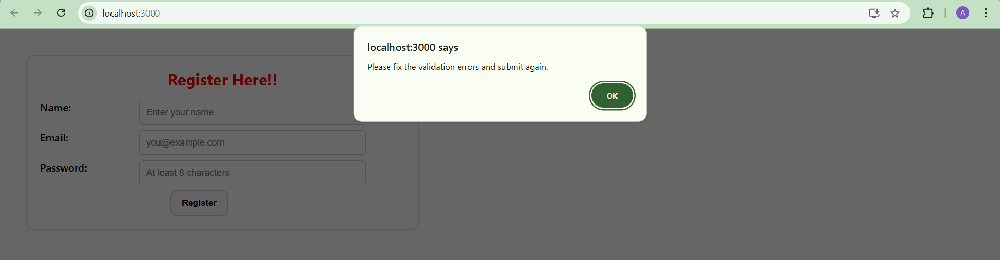 localhost:3000
A
localhost:3000 says
Please fix the validation errors and submit again.
OK
Register Here!!
Name:
Enter your name
Email:
you@example.com
Password:
At least 8 characters
Register